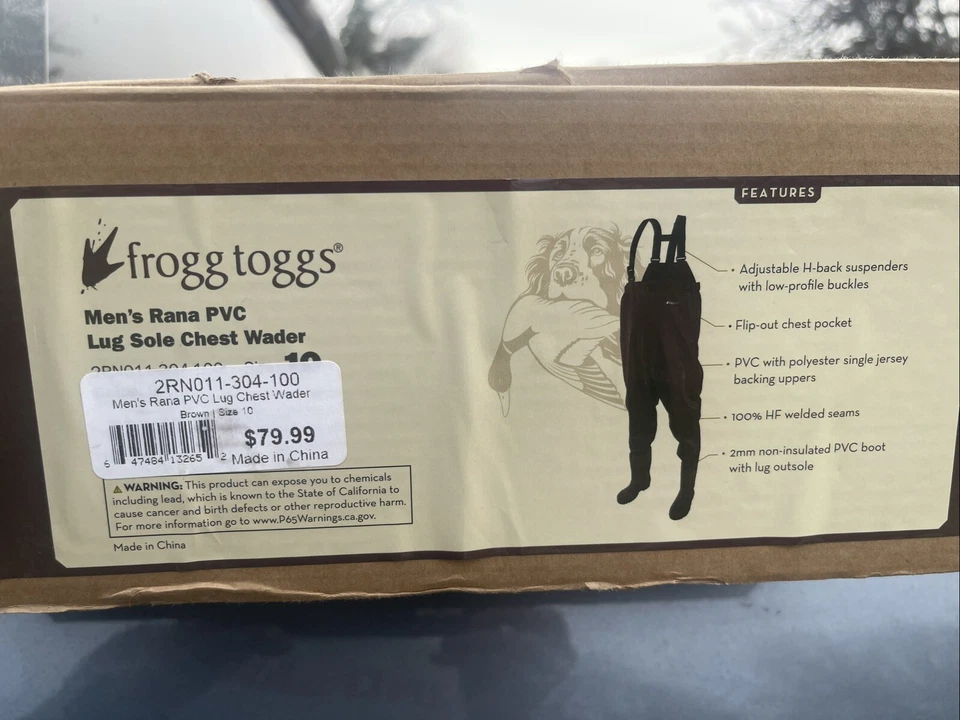 FEATURES
frogg toggs®
Men's Rana PVC
Lug Sole Chest Wader
2RN011-304-100
Men's Rana PVC Lug Chest Wader
Brown | Size 10
$79.99
6 47484 13265 2
Made in China
WARNING: This product can expose you to chemicals
including lead, which is known to the State of California to
cause cancer and birth defects or other reproductive harm.
For more information go to www.P65Warnings.ca.gov.
Made in China
• Adjustable H-back suspenders
with low-profile buckles
• Flip-out chest pocket
• PVC with polyester single jersey
backing uppers
• 100% HF welded seams
• 2mm non-insulated PVC boot
with lug outsole